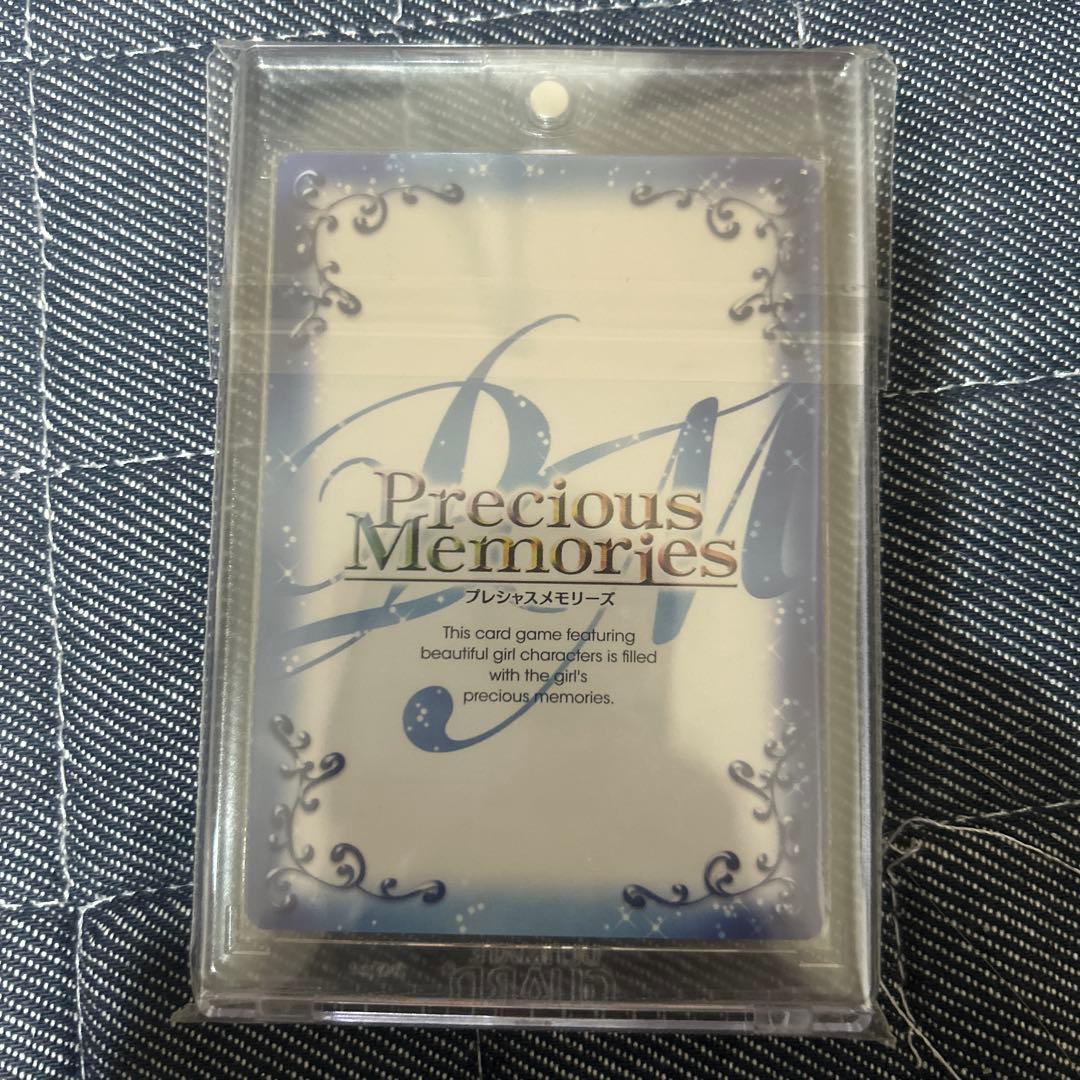 Precious
Memories
プレシャスメモリーズ
This card game featuring
beautiful girl characters is filled
with the girl's
precious memories.